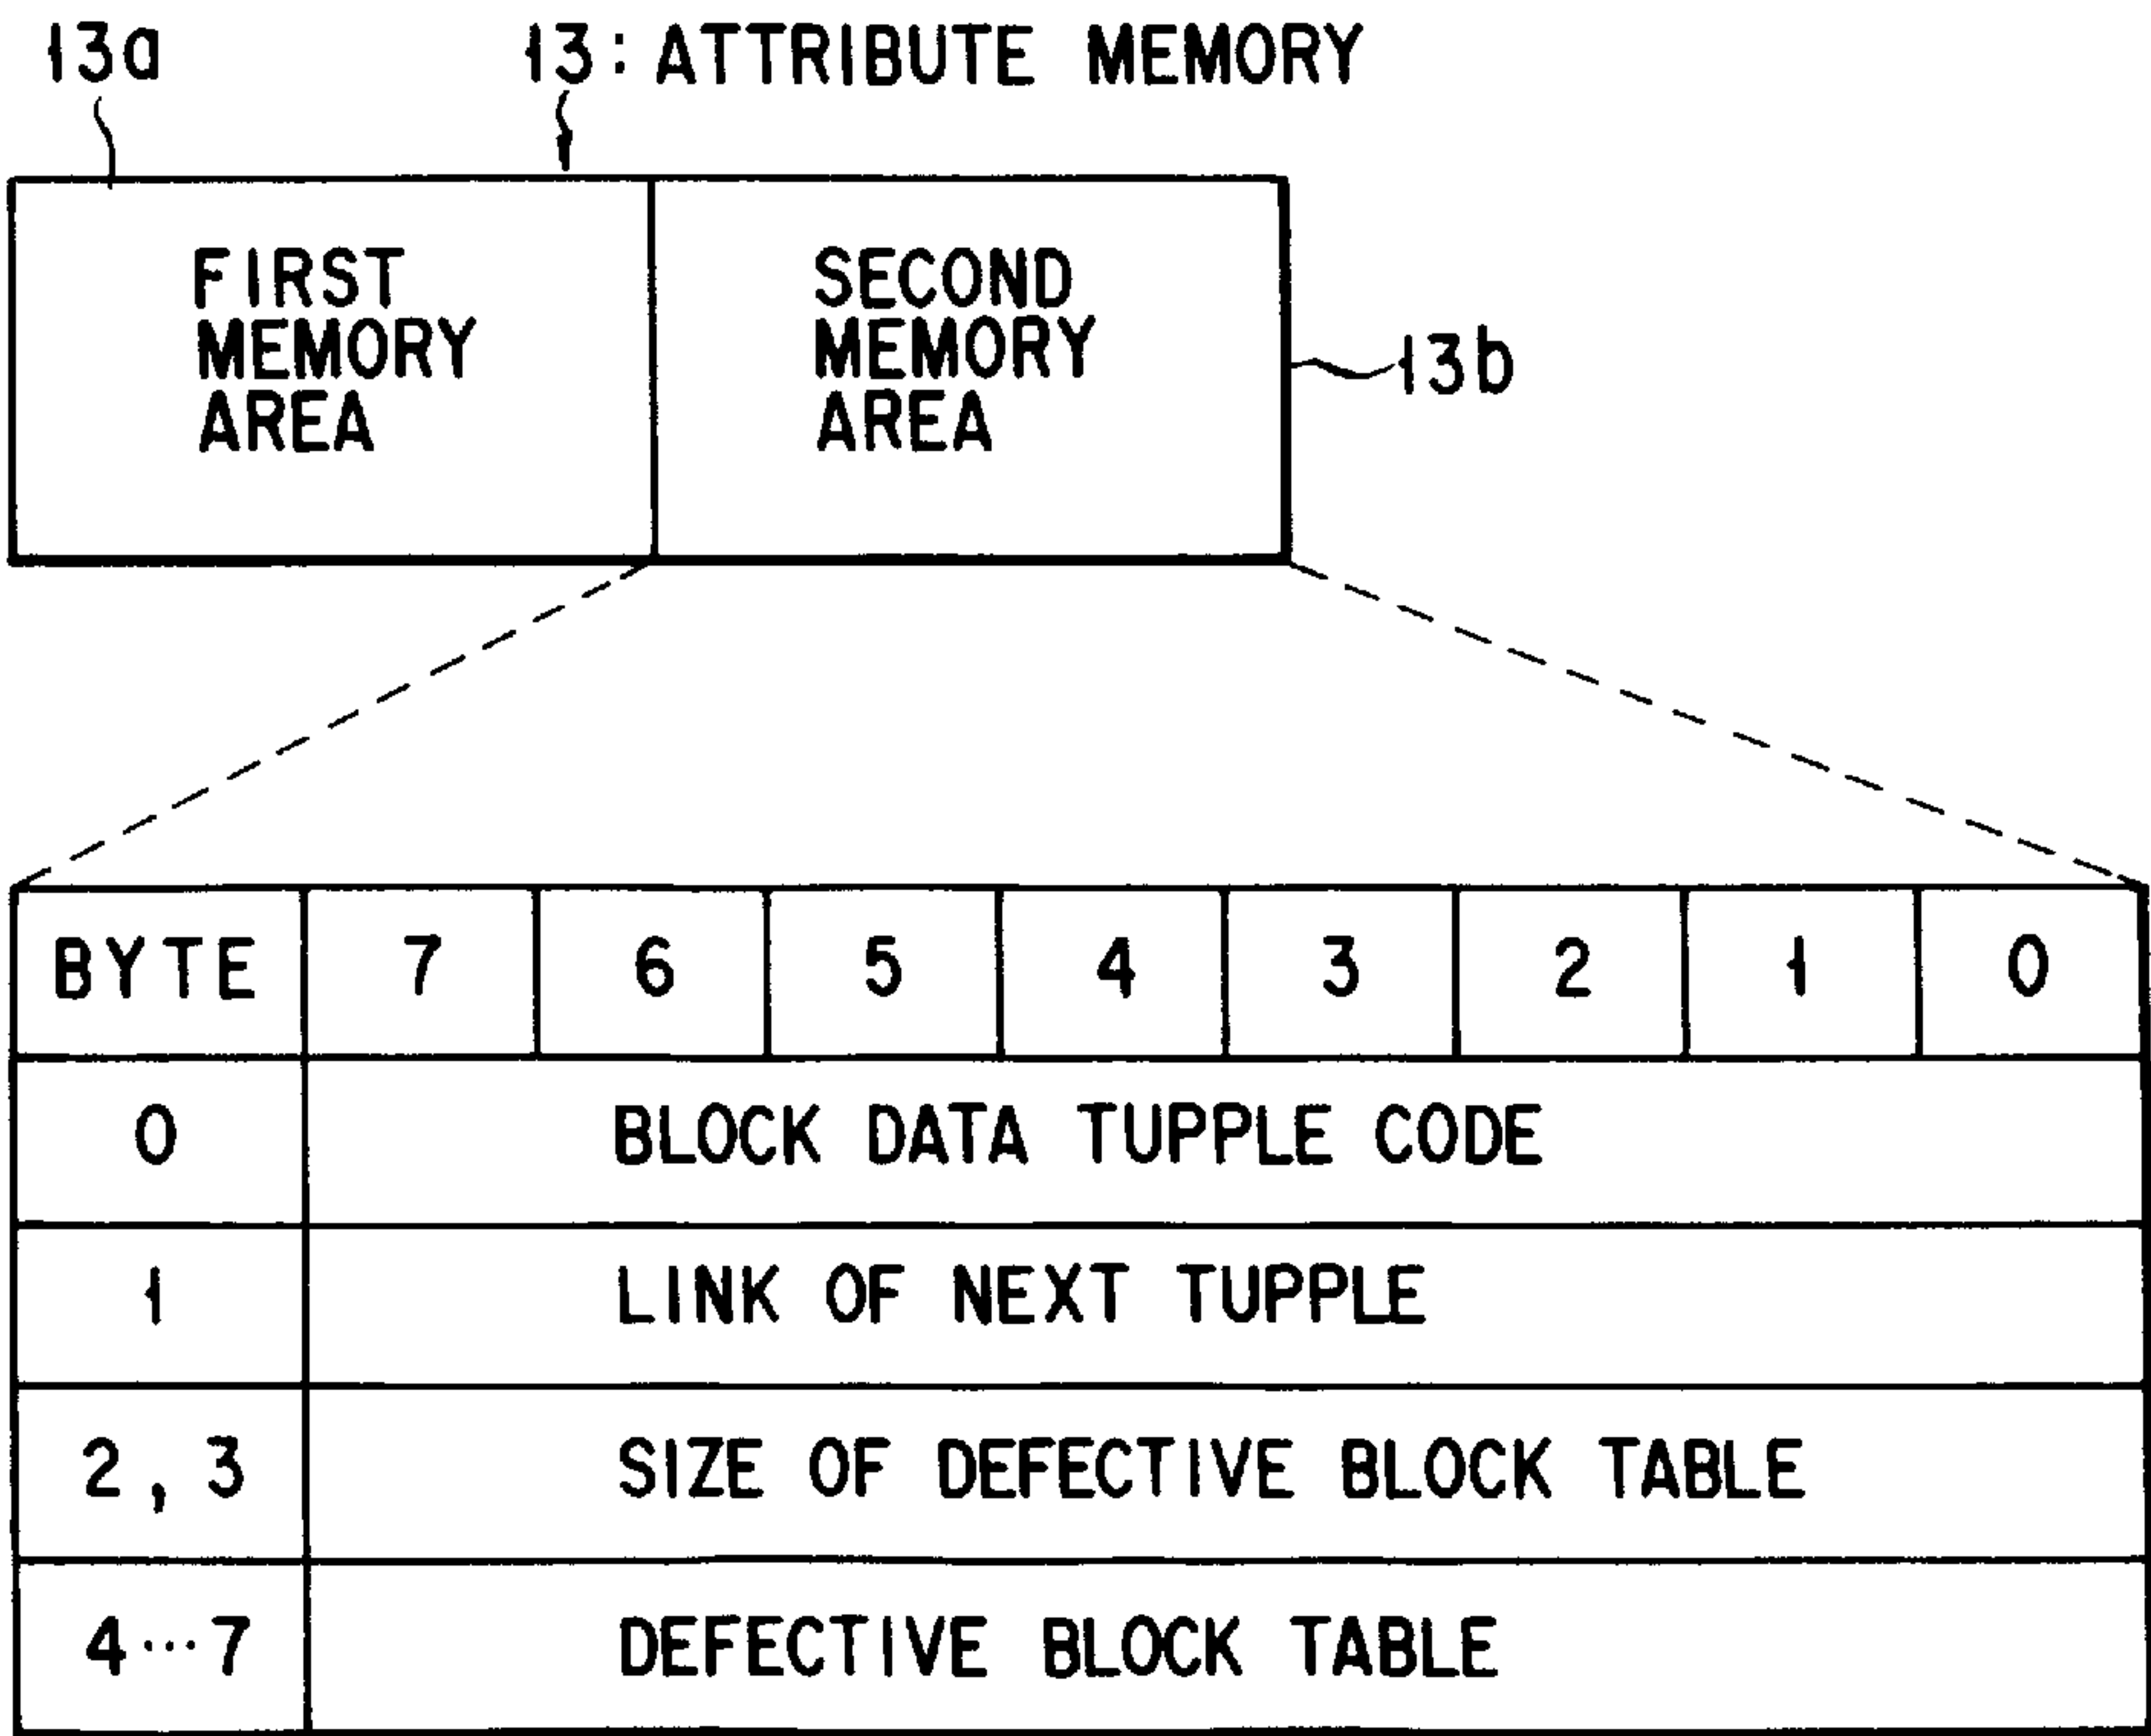 13a
13: ATTRIBUTE MEMORY
FIRST
MEMORY
AREA
SECOND
MEMORY
AREA
13b
BYTE 7 6 5 4 3 2 1 0
0 BLOCK DATA TUPPLE CODE
1 LINK OF NEXT TUPPLE
2, 3 SIZE OF DEFECTIVE BLOCK TABLE
4···7 DEFECTIVE BLOCK TABLE